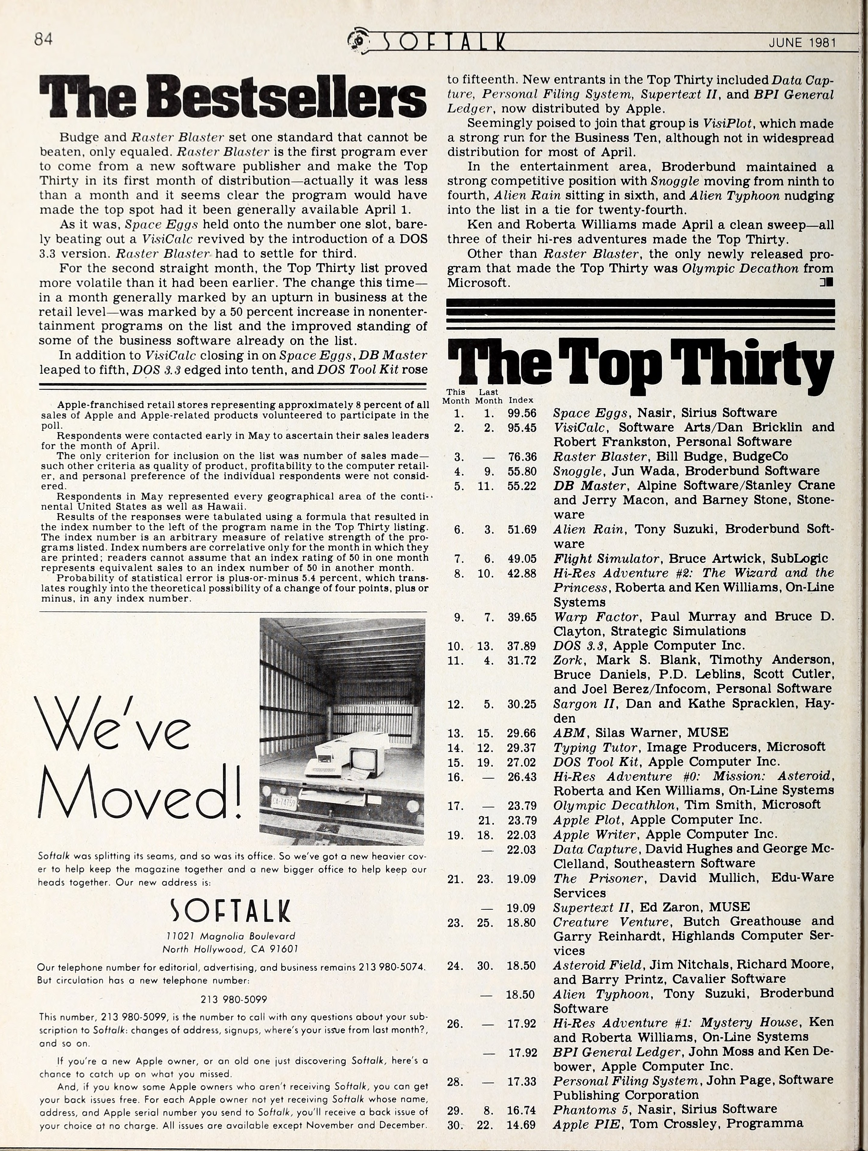 84
SOFTALK
JUNE 1981
The Bestsellers
Budge and Raster Blaster set one standard that cannot be
beaten, only equaled. Raster Blaster is the first program ever
to come from a new software publisher and make the Top
Thirty in its first month of distribution—actually it was less
than a month and it seems clear the program would have
made the top spot had it been generally available April 1.
As it was, Space Eggs held onto the number one slot, bare-
ly beating out a VisiCalc revived by the introduction of a DOS
3.3 version. Raster Blaster had to settle for third.
For the second straight month, the Top Thirty list proved
more volatile than it had been earlier. The change this time—
in a month generally marked by an upturn in business at the
retail level—was marked by a 50 percent increase in nonenter-
tainment programs on the list and the improved standing of
some of the business software already on the list.
In addition to VisiCalc closing in on Space Eggs, DB Master
leaped to fifth, DOS 3.3 edged into tenth, and DOS Tool Kit rose
to fifteenth. New entrants in the Top Thirty included Data Cap-
ture, Personal Filing System, Supertext II, and BPI General
Ledger, now distributed by Apple.
Seemingly poised to join that group is VisiPlot, which made
a strong run for the Business Ten, although not in widespread
distribution for most of April.
In the entertainment area, Broderbund maintained a
strong competitive position with Snoggle moving from ninth to
fourth, Alien Rain sitting in sixth, and Alien Typhoon nudging
into the list in a tie for twenty-fourth.
Ken and Roberta Williams made April a clean sweep—all
three of their hi-res adventures made the Top Thirty.
Other than Raster Blaster, the only newly released pro-
gram that made the Top Thirty was Olympic Decathon from
Microsoft.
Apple-franchised retail stores representing approximately 8 percent of all
sales of Apple and Apple-related products volunteered to participate in the
poll.
Respondents were contacted early in May to ascertain their sales leaders
for the month of April.
The only criterion for inclusion on the list was number of sales made—
such other criteria as quality of product, profitability to the computer retail-
er, and personal preference of the individual respondents were not consid-
ered.
Respondents in May represented every geographical area of the conti-
nental United States as well as Hawaii.
Results of the responses were tabulated using a formula that resulted in
the index number to the left of the program name in the Top Thirty listing.
The index number is an arbitrary measure of relative strength of the pro-
grams listed. Index numbers are correlative only for the month in which they
are printed; readers cannot assume that an index rating of 50 in one month
represents equivalent sales to an index number of 50 in another month.
Probability of statistical error is plus-or-minus 5.4 percent, which trans-
lates roughly into the theoretical possibility of a change of four points, plus or
minus, in any index number.
We've
Moved!
Softalk was splitting its seams, and so was its office. So we've got a new heavier cov-
er to help keep the magazine together and a new bigger office to help keep our
heads together. Our new address is:
SOFTALK
11021 Magnolia Boulevard
North Hollywood, CA 91601
Our telephone number for editorial, advertising, and business remains 213 980-5074.
But circulation has a new telephone number:
213 980-5099
This number, 213 980-5099, is the number to call with any questions about your sub-
scription to Softalk: changes of address, signups, where's your issue from last month?,
and so on.
If you're a new Apple owner, or an old one just discovering Softalk, here's a
chance to catch up on what you missed.
And, if you know some Apple owners who aren't receiving Softalk, you can get
your back issues free. For each Apple owner not yet receiving Softalk whose name,
address, and Apple serial number you send to Softalk, you'll receive a back issue of
your choice at no charge. All issues are available except November and December.
The Top Thirty
This Last
Month Month Index
1. 1. 99.56 Space Eggs, Nasir, Sirius Software
2. 2. 95.45 VisiCalc, Software Arts/Dan Bricklin and
Robert Frankston, Personal Software
3. — 76.36 Raster Blaster, Bill Budge, BudgeCo
4. 9. 55.80 Snoggle, Jun Wada, Broderbund Software
5. 11. 55.22 DB Master, Alpine Software/Stanley Crane
and Jerry Macon, and Barney Stone, Stone-
ware
6. 3. 51.69 Alien Rain, Tony Suzuki, Broderbund Soft-
ware
7. 6. 49.05 Flight Simulator, Bruce Artwick, SubLogic
8. 10. 42.88 Hi-Res Adventure #2: The Wizard and the
Princess, Roberta and Ken Williams, On-Line
Systems
9. 7. 39.65 Warp Factor, Paul Murray and Bruce D.
Clayton, Strategic Simulations
10. 13. 37.89 DOS 3.3, Apple Computer Inc.
11. 4. 31.72 Zork, Mark S. Blank, Timothy Anderson,
Bruce Daniels, P.D. Leblins, Scott Cutler,
and Joel Berez/Infocom, Personal Software
12. 5. 30.25 Sargon II, Dan and Kathe Spracklen, Hay-
den
13. 15. 29.66 ABM, Silas Warner, MUSE
14. 12. 29.37 Typing Tutor, Image Producers, Microsoft
15. 19. 27.02 DOS Tool Kit, Apple Computer Inc.
16. — 26.43 Hi-Res Adventure #0: Mission: Asteroid,
Roberta and Ken Williams, On-Line Systems
17. — 23.79 Olympic Decathlon, Tim Smith, Microsoft
21. 23.79 Apple Plot, Apple Computer Inc.
19. 18. 22.03 Apple Writer, Apple Computer Inc.
— 22.03 Data Capture, David Hughes and George Mc-
Clelland, Southeastern Software
21. 23. 19.09 The Prisoner, David Mullich, Edu-Ware
Services
— 19.09 Supertext II, Ed Zaron, MUSE
23. 25. 18.80 Creature Venture, Butch Greathouse and
Garry Reinhardt, Highlands Computer Ser-
vices
24. 30. 18.50 Asteroid Field, Jim Nitchals, Richard Moore,
and Barry Printz, Cavalier Software
— 18.50 Alien Typhoon, Tony Suzuki, Broderbund
Software
26. — 17.92 Hi-Res Adventure #1: Mystery House, Ken
and Roberta Williams, On-Line Systems
— 17.92 BPI General Ledger, John Moss and Ken De-
bower, Apple Computer Inc.
28. — 17.33 Personal Filing System, John Page, Software
Publishing Corporation
29. 8. 16.74 Phantoms 5, Nasir, Sirius Software
30. 22. 14.69 Apple PIE, Tom Crossley, Programma